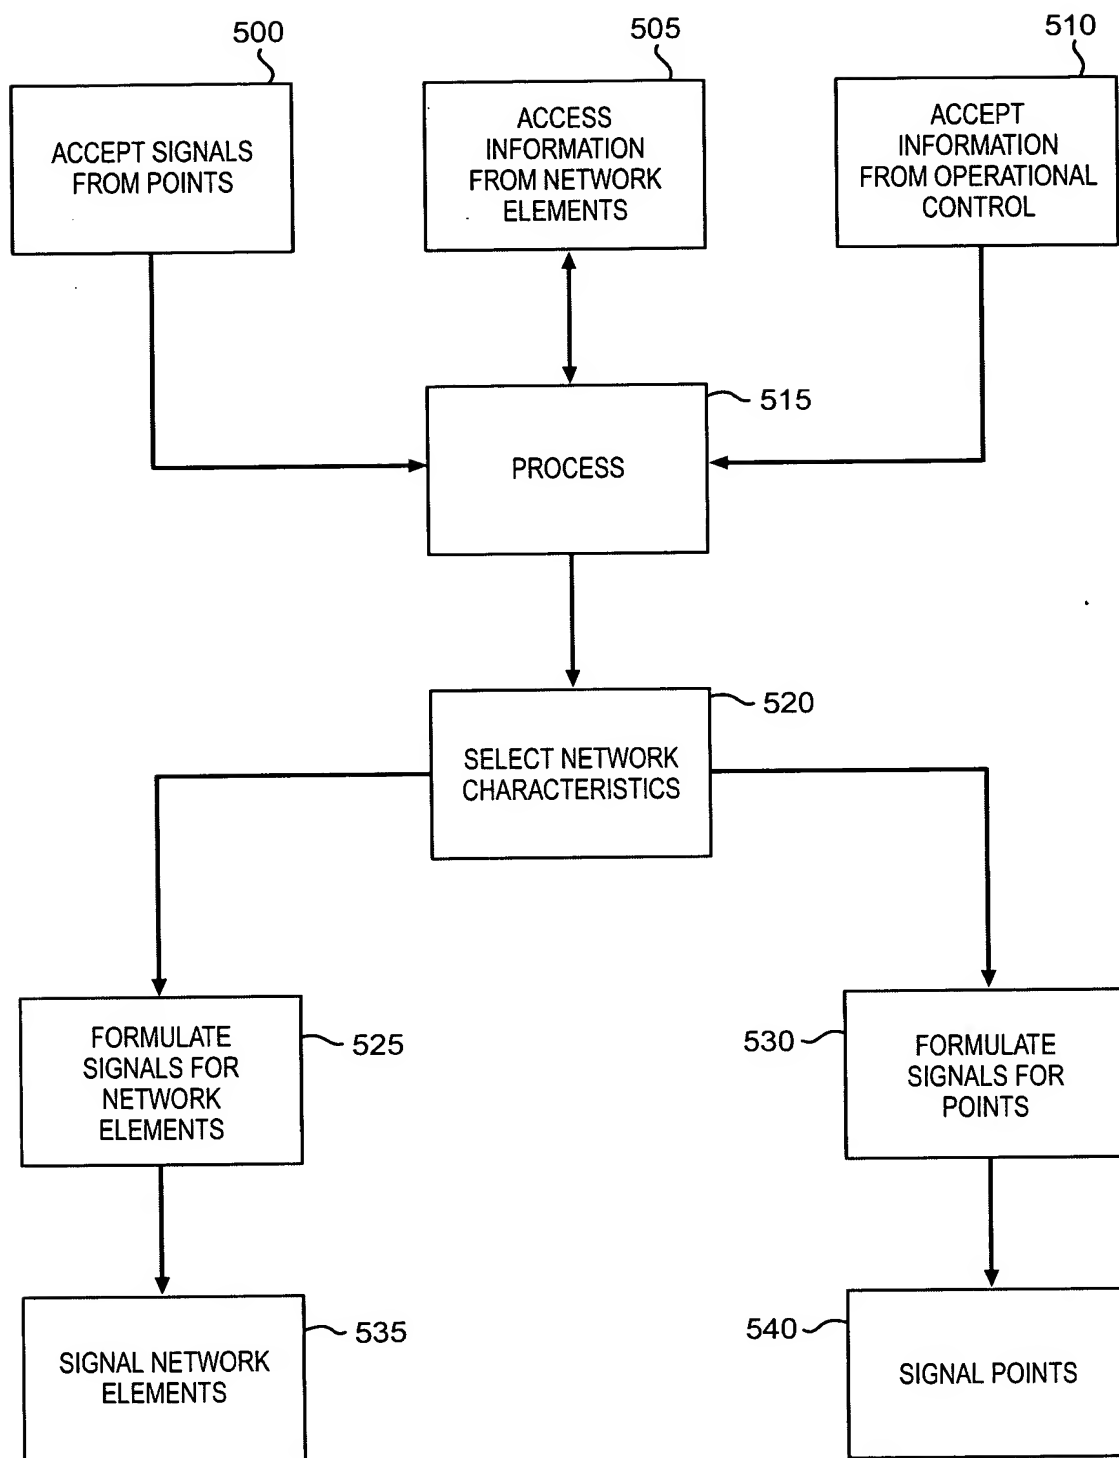 500
505
510
ACCEPT SIGNALS
FROM POINTS
ACCESS
INFORMATION
FROM NETWORK
ELEMENTS
ACCEPT
INFORMATION
FROM OPERATIONAL
CONTROL
515
PROCESS
520
SELECT NETWORK
CHARACTERISTICS
525
FORMULATE
SIGNALS FOR
NETWORK
ELEMENTS
530
FORMULATE
SIGNALS FOR
POINTS
535
SIGNAL NETWORK
ELEMENTS
540
SIGNAL POINTS